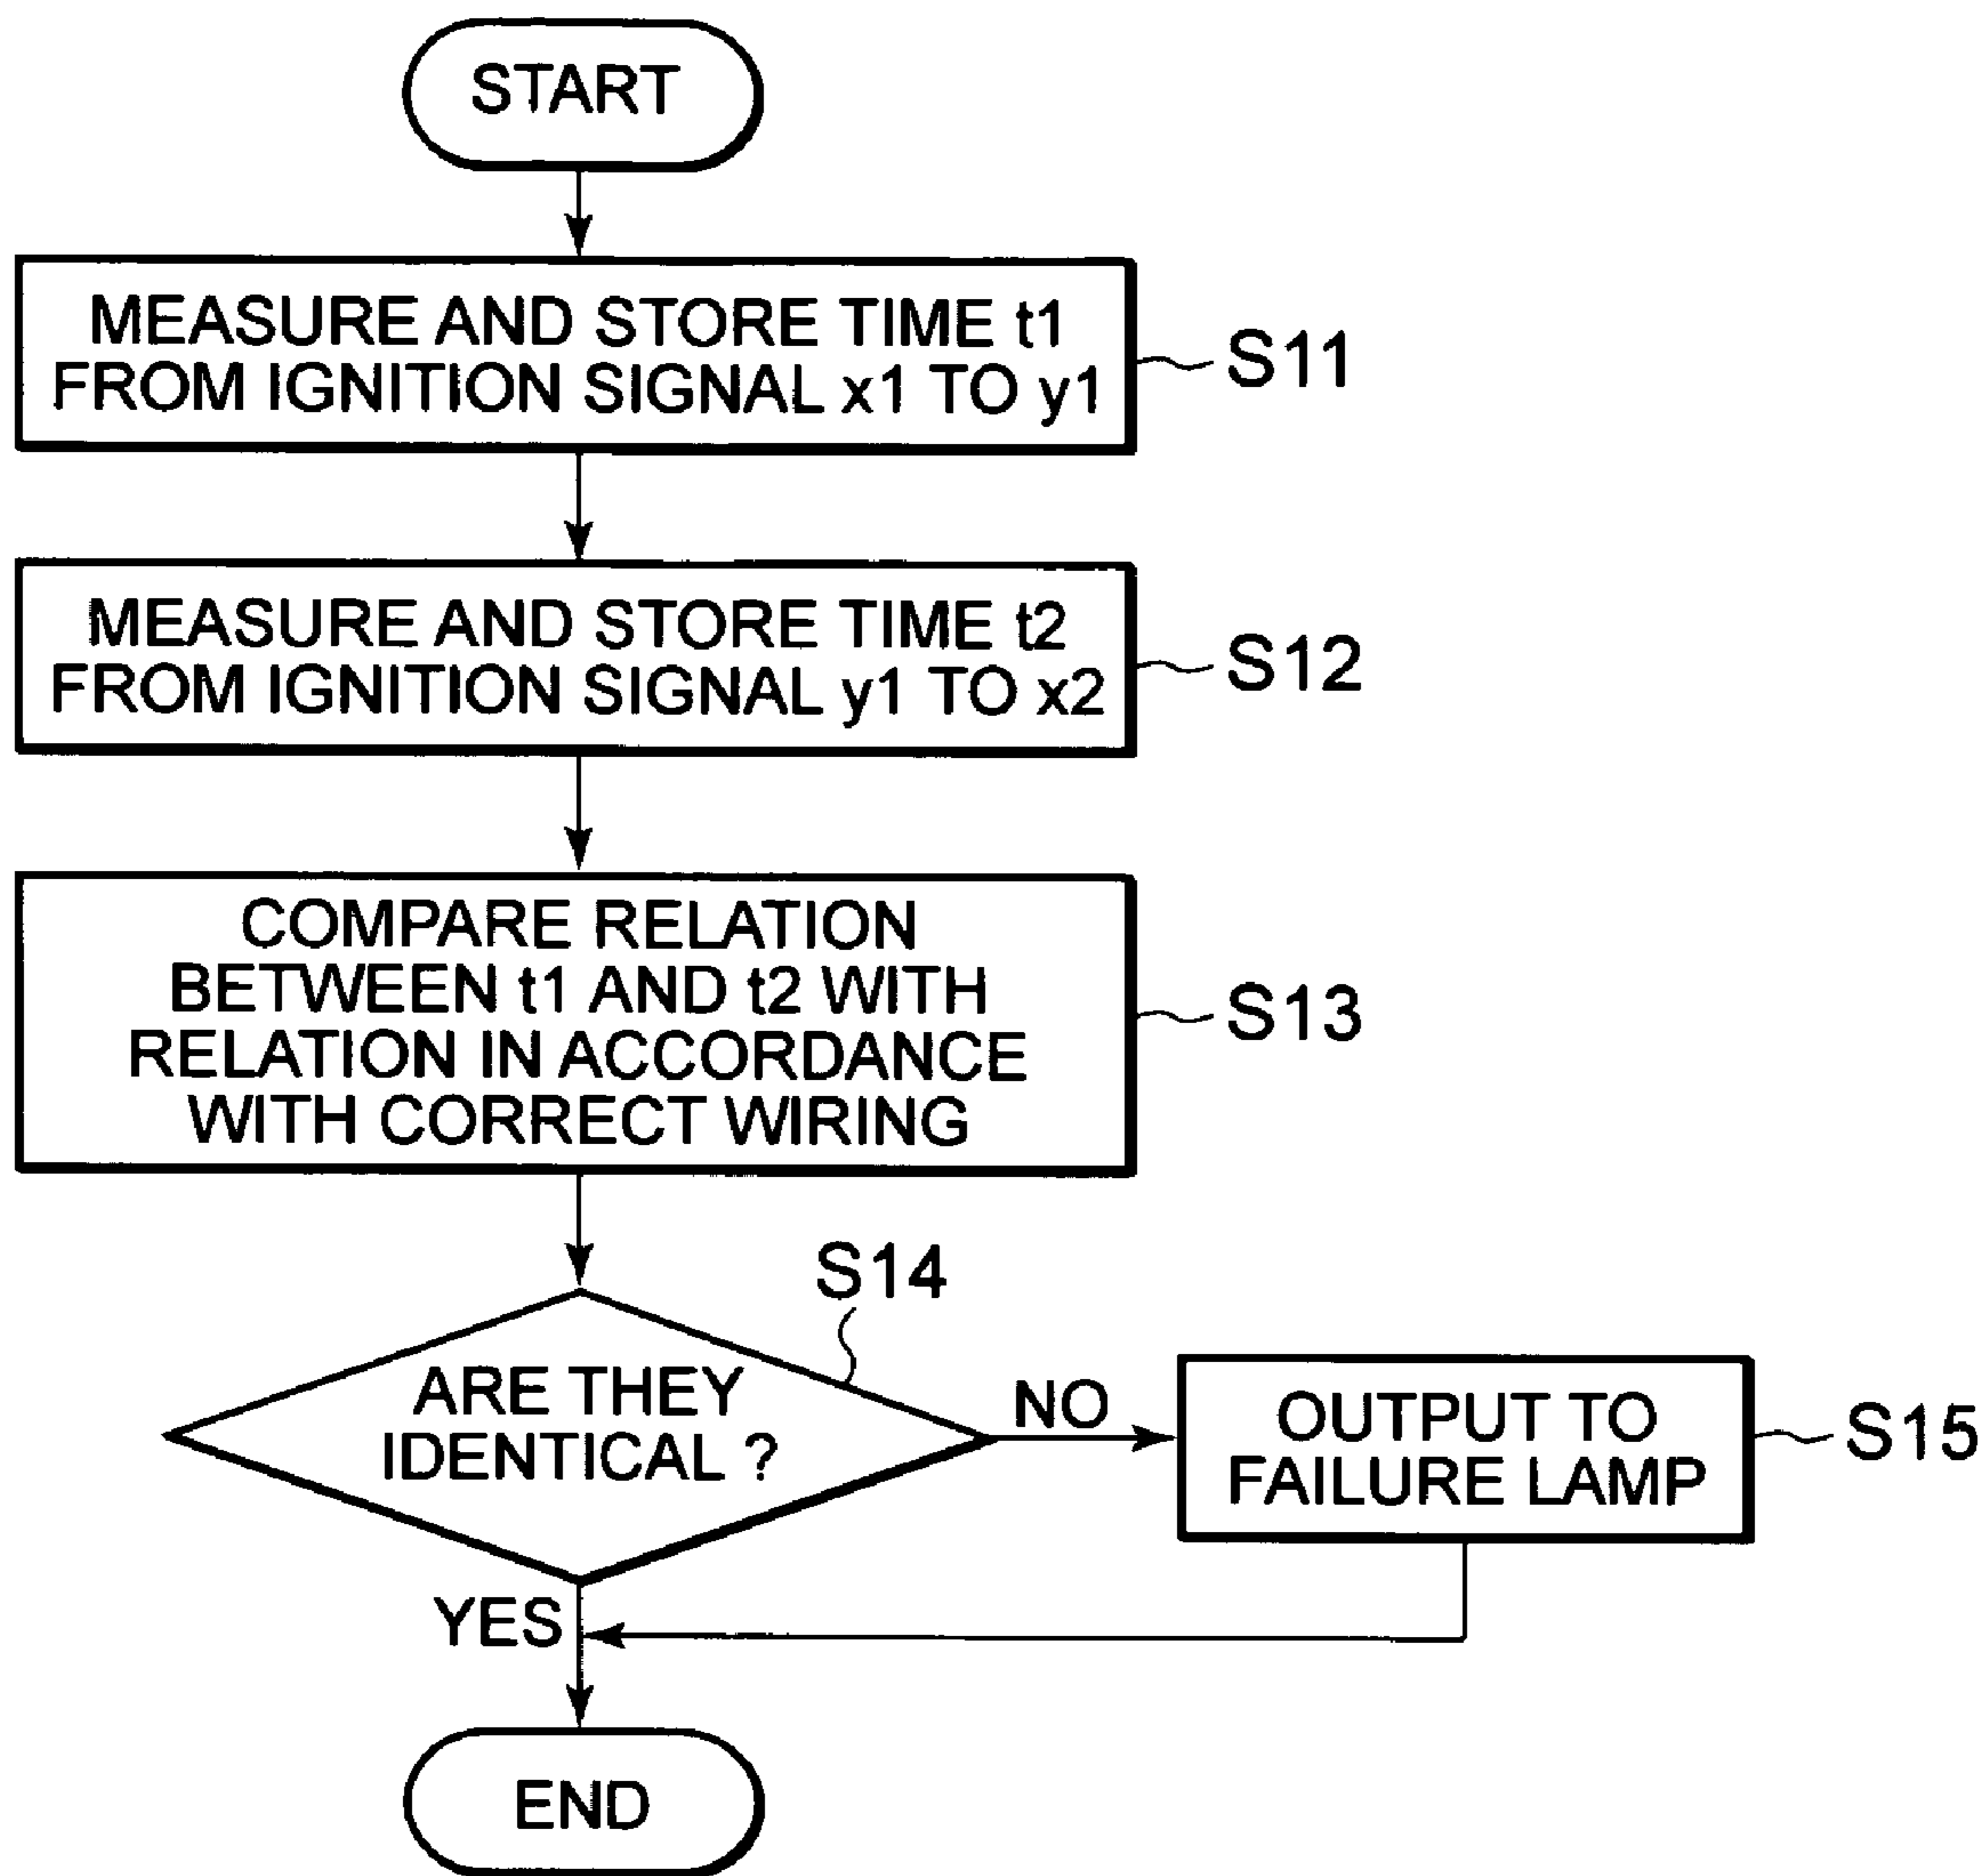 START
MEASURE AND STORE TIME t1
FROM IGNITION SIGNAL x1 TO y1
S11
MEASURE AND STORE TIME t2
FROM IGNITION SIGNAL y1 TO x2
S12
COMPARE RELATION
BETWEEN t1 AND t2 WITH
RELATION IN ACCORDANCE
WITH CORRECT WIRING
S13
S14
ARE THEY
IDENTICAL ?
NO
OUTPUT TO
FAILURE LAMP
S15
YES
END